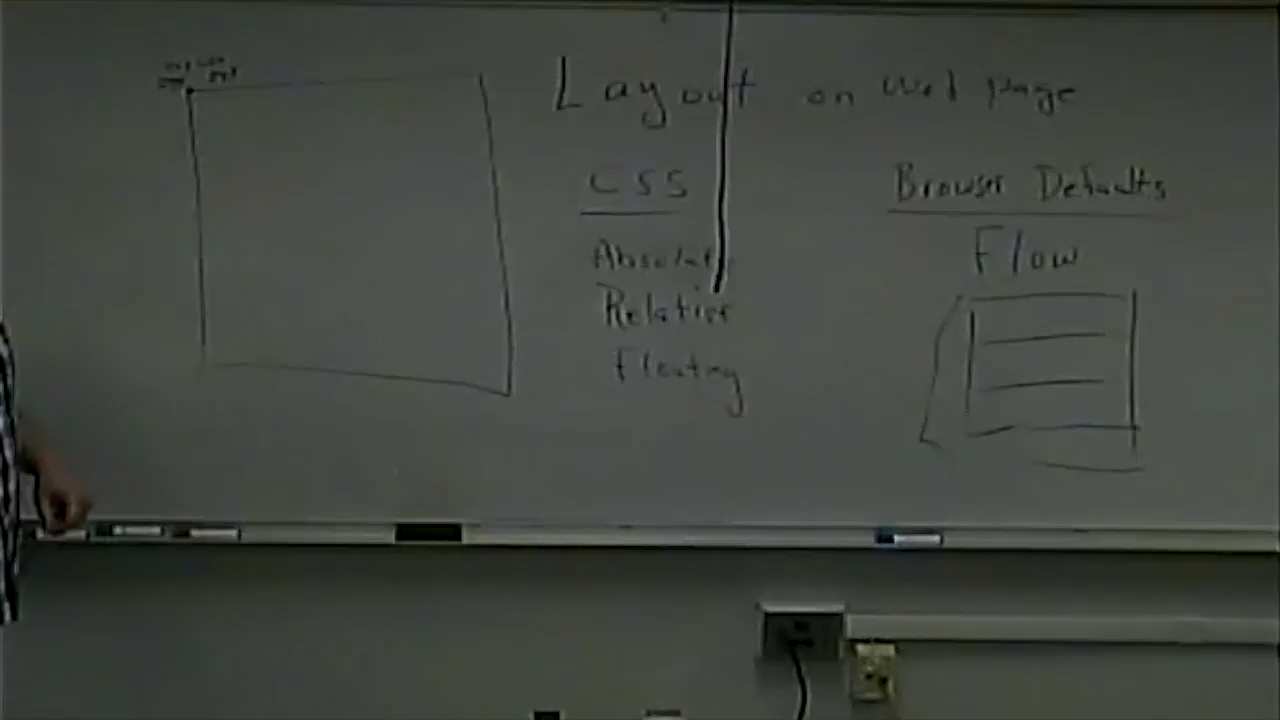 Layout on Web page
CSS
Browser Defaults
Absolute
Flow
Relative
Floating